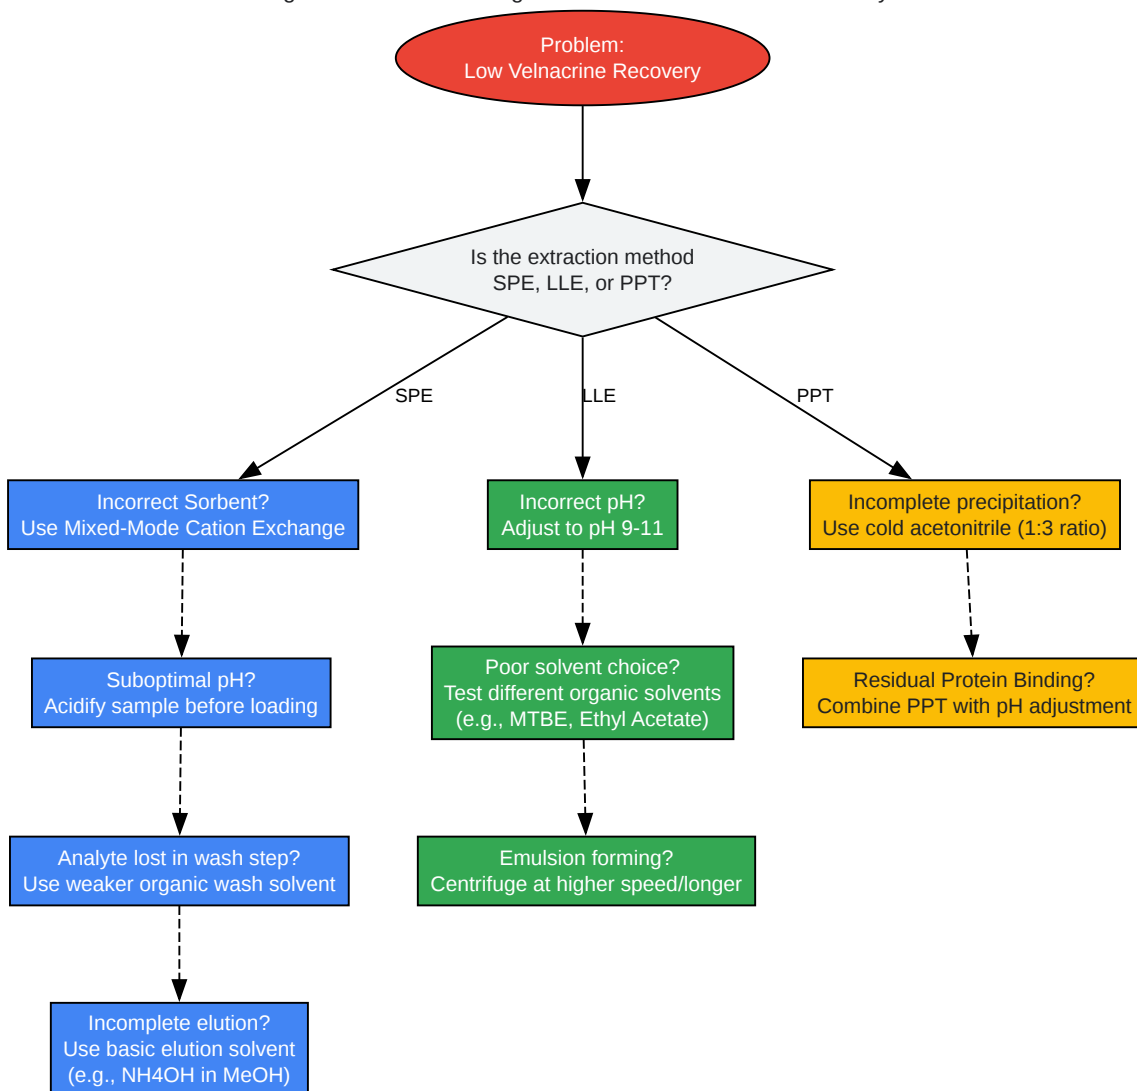 Problem:
Low Velnacrine Recovery
Is the extraction method
SPE, LLE, or PPT?
SPE
LLE
PPT
Incorrect Sorbent?
Use Mixed-Mode Cation Exchange
Incorrect pH?
Adjust to pH 9-11
Incomplete precipitation?
Use cold acetonitrile (1:3 ratio)
Suboptimal pH?
Acidify sample before loading
Poor solvent choice?
Test different organic solvents
(e.g., MTBE, Ethyl Acetate)
Residual Protein Binding?
Combine PPT with pH adjustment
Analyte lost in wash step?
Use weaker organic wash solvent
Emulsion forming?
Centrifuge at higher speed/longer
Incomplete elution?
Use basic elution solvent
(e.g., NH4OH in MeOH)